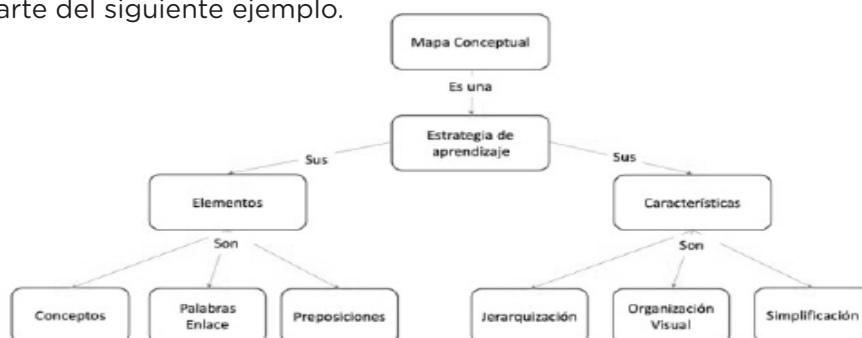 arte del siguiente ejemplo.
Mapa Conceptual
Es una
Estrategia de
aprendizaje
Sus
Sus
Elementos
Características
Son
Son
Conceptos
Palabras
Enlace
Preposiciones
Jerarquización
Organización
Visual
Simplificación